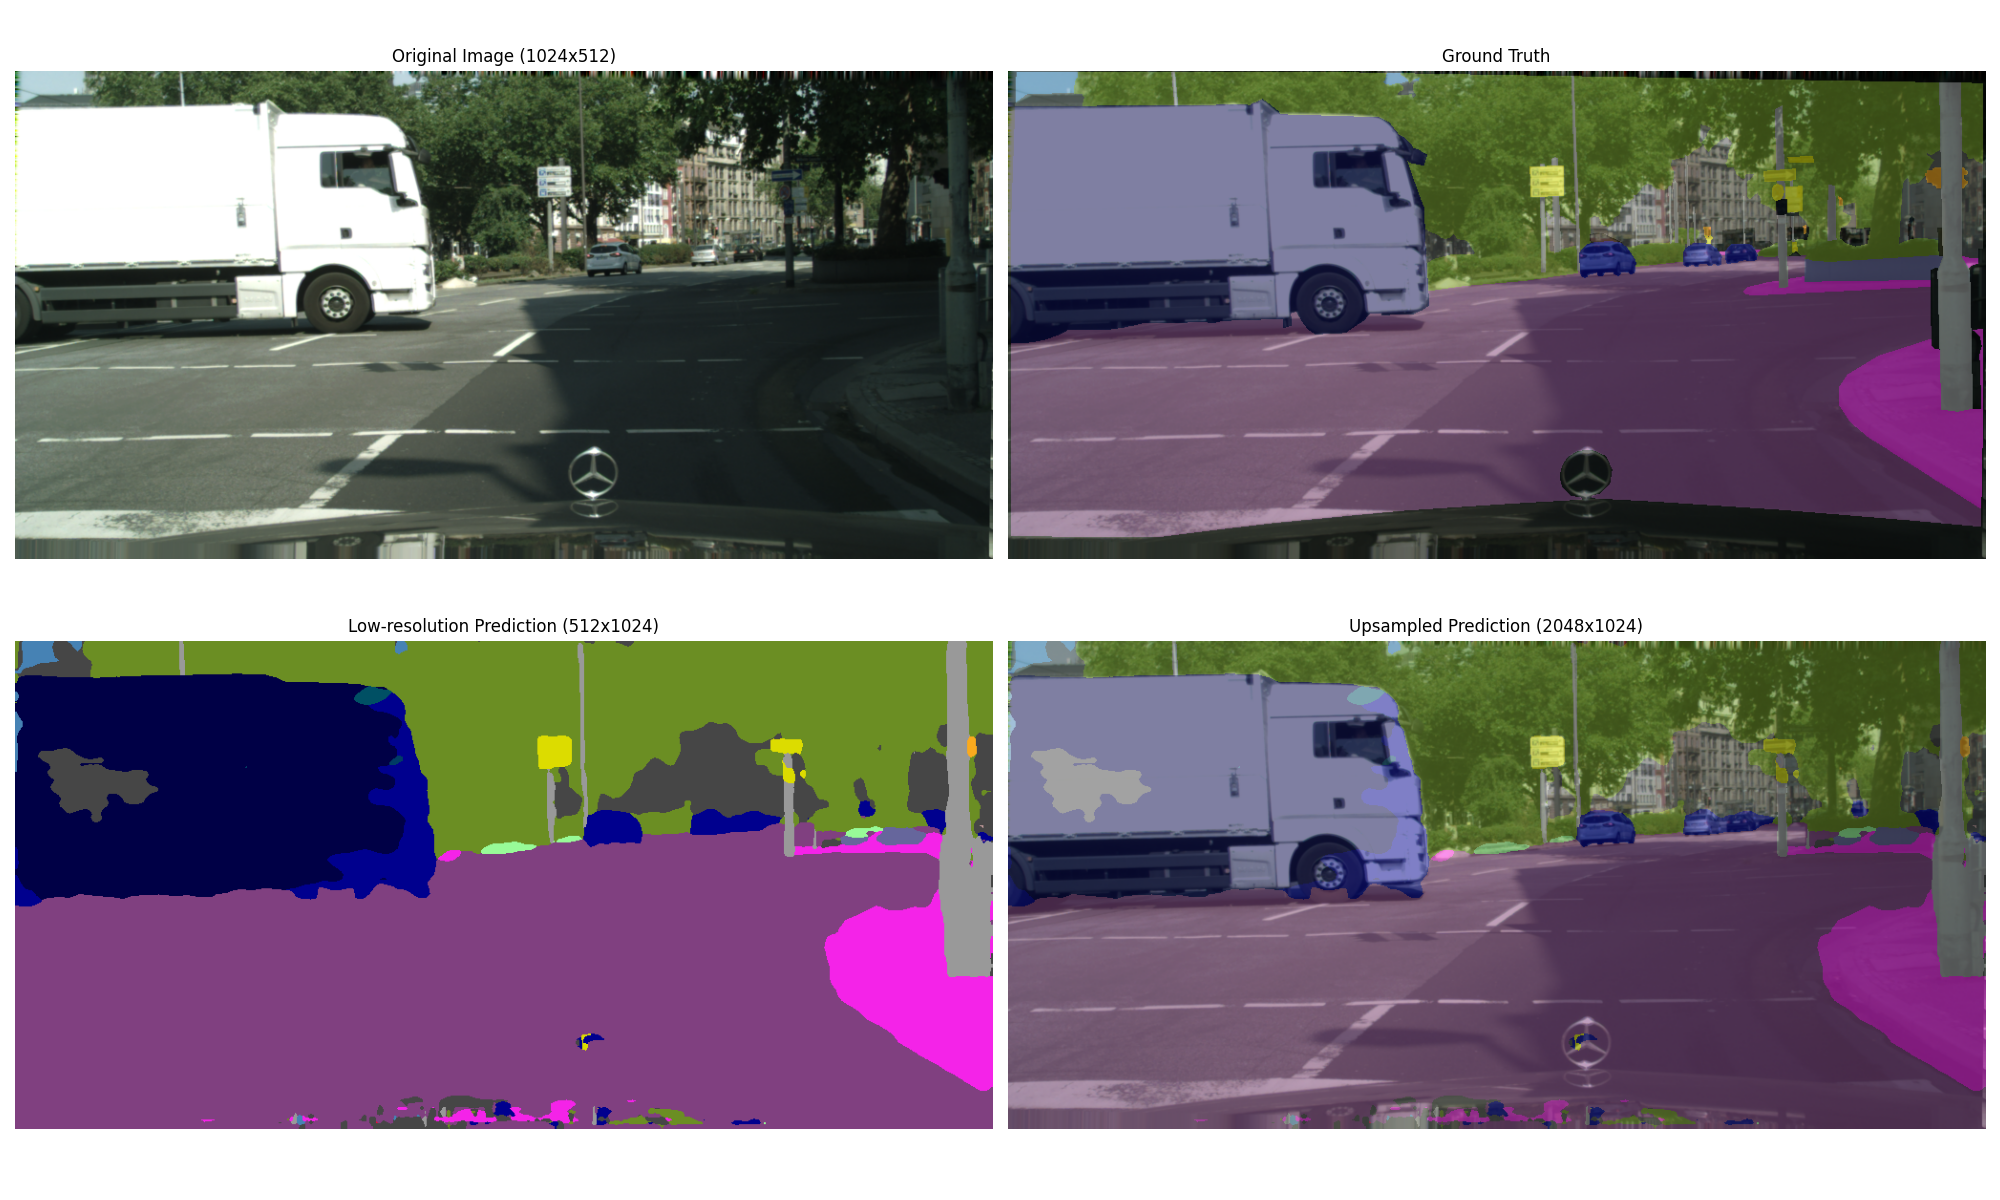 Original Image (1024x512)
Ground Truth
Low-resolution Prediction (512x1024)
Upsampled Prediction (2048x1024)